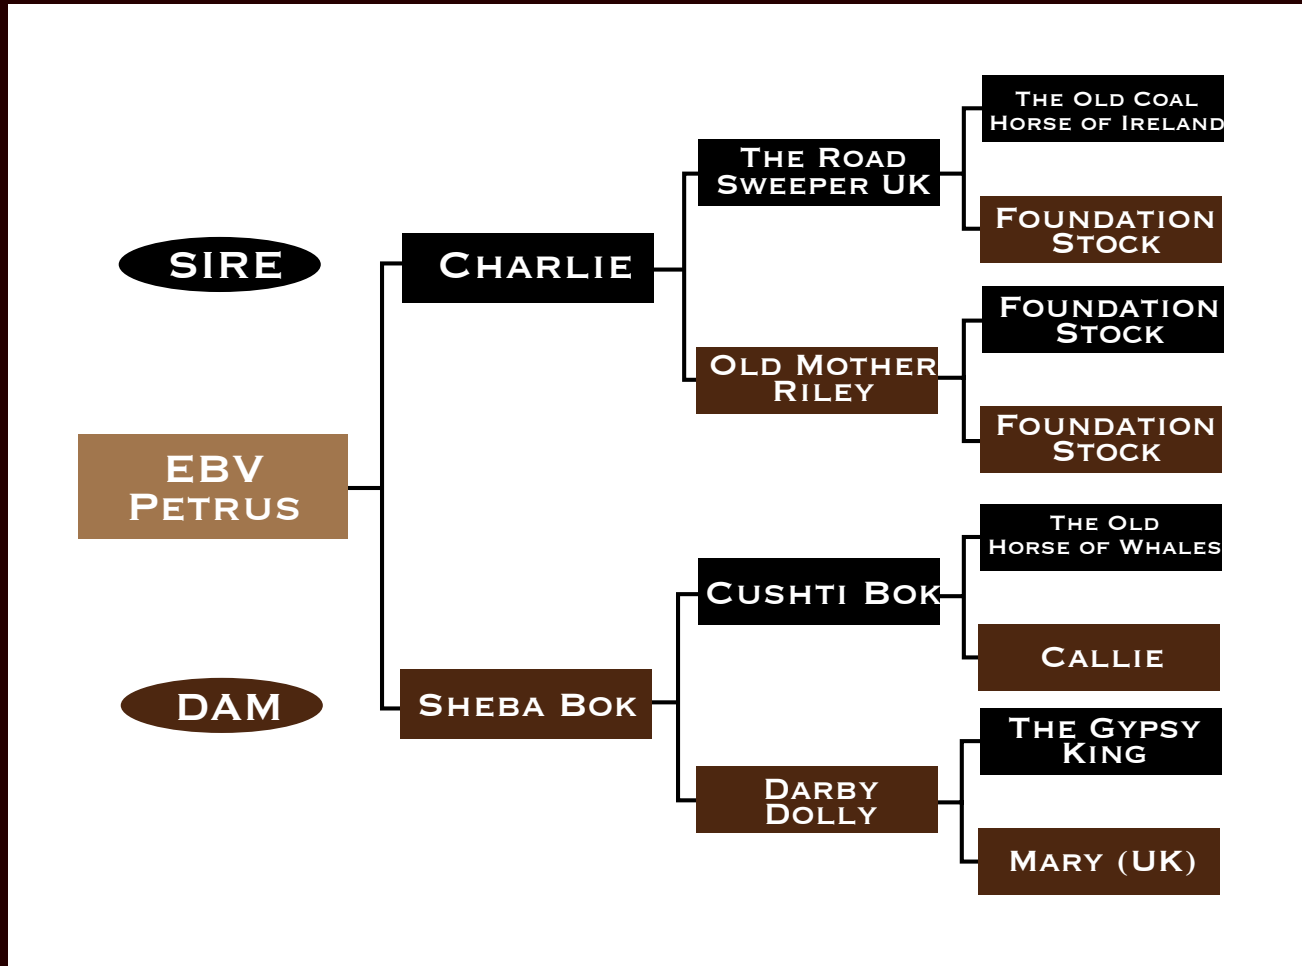 The Old Coal
Horse of Ireland
The Road
Sweeper UK
Foundation
Stock
SIRE
Charlie
Foundation
Stock
Old Mother
Riley
Foundation
Stock
EBV
Petrus
The Old
Horse of Whales
Cushti Bok
Callie
DAM
Sheba Bok
The Gypsy
King
Darby
Dolly
Mary (UK)